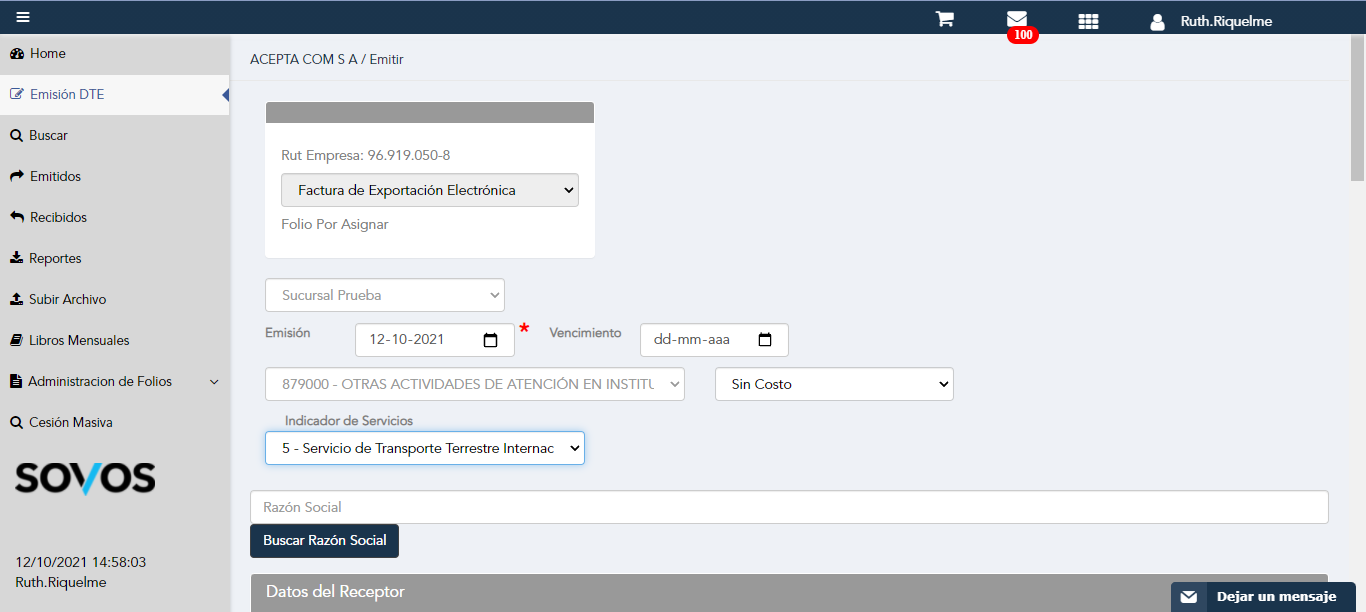 100
Ruth.Riquelme
Home
Emisión DTE
Buscar
Emitidos
Recibidos
Reportes
Subir Archivo
Libros Mensuales
Administracion de Folios
Cesión Masiva
SOVOS
12/10/2021 14:58:03
Ruth.Riquelme
ACEPTA COM S A / Emitir
Rut Empresa: 96.919.050-8
Factura de Exportación Electrónica
Folio Por Asignar
Sucursal Prueba
Emisión 12-10-2021 * Vencimiento dd-mm-aaa
879000 - OTRAS ACTIVIDADES DE ATENCIÓN EN INSTITU Sin Costo
Indicador de Servicios
5 - Servicio de Transporte Terrestre Internac
Razón Social
Buscar Razón Social
Datos del Receptor
Dejar un mensaje